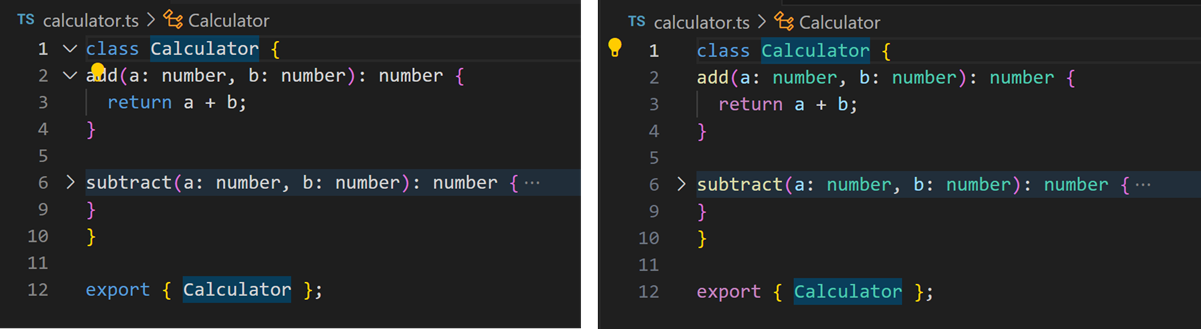 TS calculator.ts > Calculator
1 class Calculator {
2 add(a: number, b: number): number {
3 return a + b;
4 }
5
6 subtract(a: number, b: number): number { ···
9 }
10 }
11
12 export { Calculator };
TS calculator.ts > Calculator
1 class Calculator {
2 add(a: number, b: number): number {
3 return a + b;
4 }
5
6 subtract(a: number, b: number): number { ···
9 }
10 }
11
12 export { Calculator };